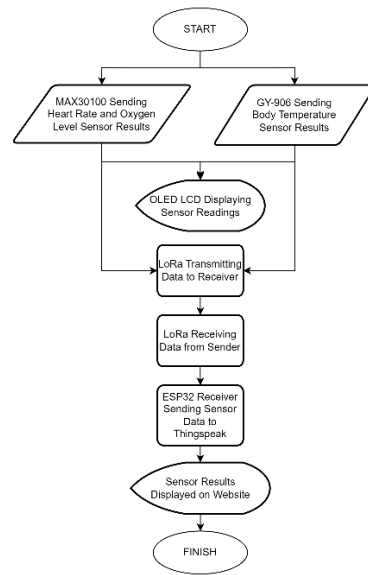 START
MAX30100 Sending
Heart Rate and Oxygen
Level Sensor Results
GY-906 Sending
Body Temperature
Sensor Results
OLED LCD Displaying
Sensor Readings
LoRa Transmitting
Data to Receiver
LoRa Receiving
Data from Sender
ESP32 Receiver
Sending Sensor
Data to
Thingspeak
Sensor Results
Displayed on Website
FINISH